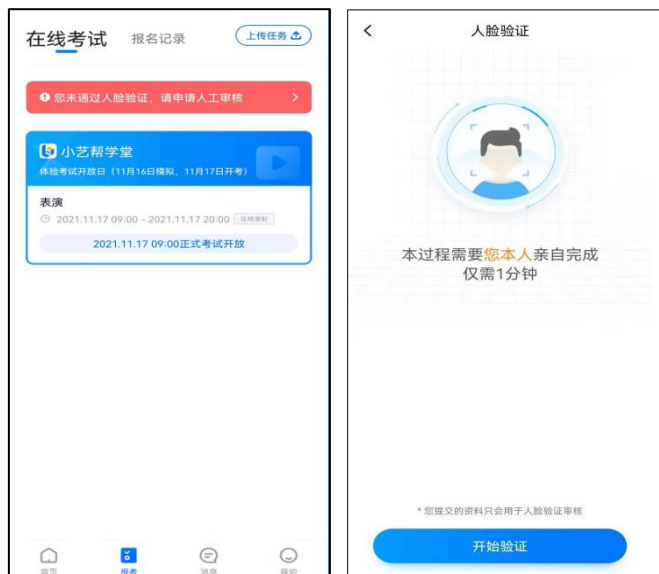 在线考试
报名记录
上传任务
您未通过人脸验证，请申请人工审核
小艺帮学堂
体验考试开放日（11月16日模拟，11月17日开考）
表演
2021.11.17 09:00 - 2021.11.17 20:00 在线录制
2021.11.17 09:00正式考试开放
首页
报考
消息
我的
人脸验证
本过程需要您本人亲自完成
仅需1分钟
*您提交的资料只会用于人脸验证审核
开始验证